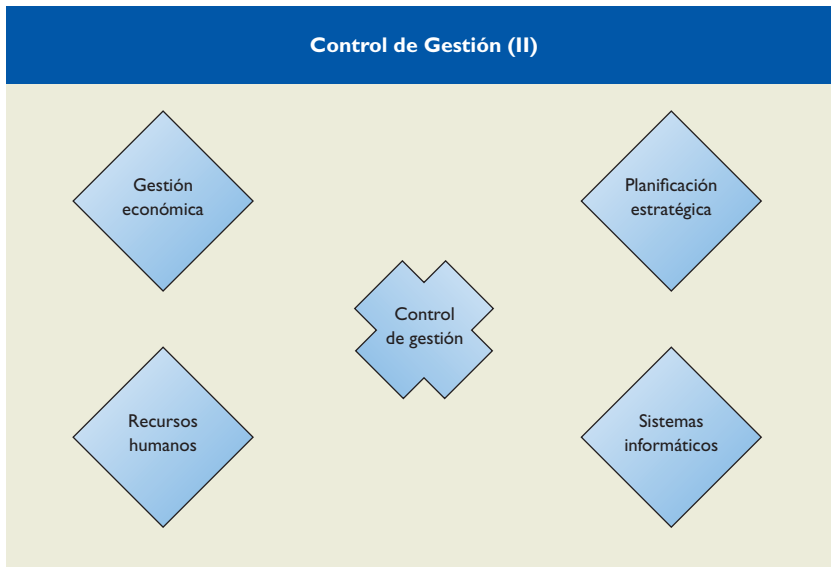 Control de Gestión (II)
Gestión
económica
Planificación
estratégica
Control
de gestión
Recursos
humanos
Sistemas
informáticos